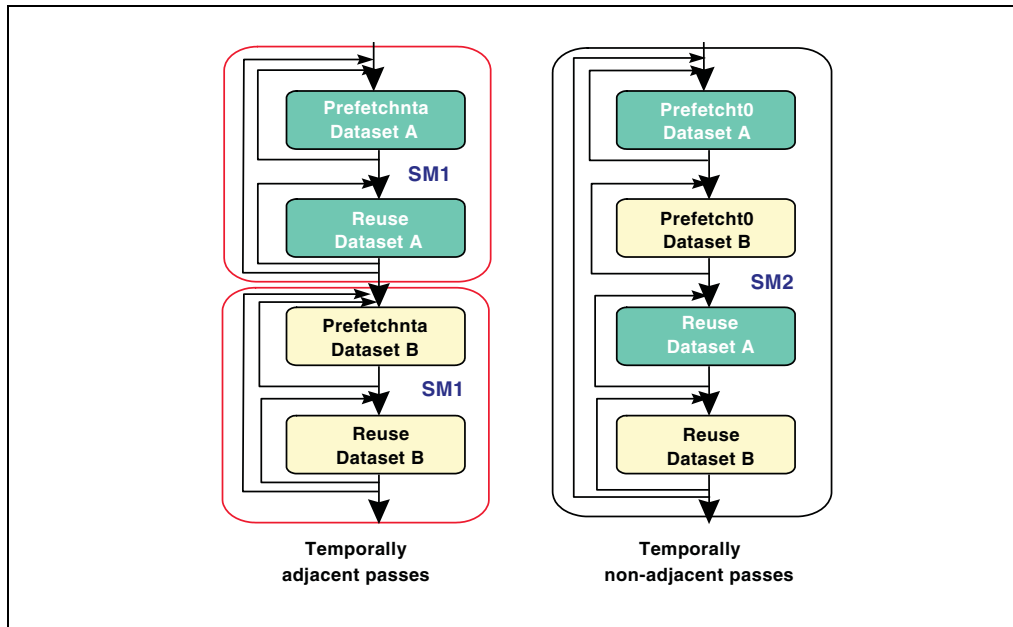 Prefetchnta
Dataset A
SM1
Reuse
Dataset A
Prefetchnta
Dataset B
SM1
Reuse
Dataset B
Temporally
adjacent passes
Prefetcht0
Dataset A
Prefetcht0
Dataset B
SM2
Reuse
Dataset A
Reuse
Dataset B
Temporally
non-adjacent passes